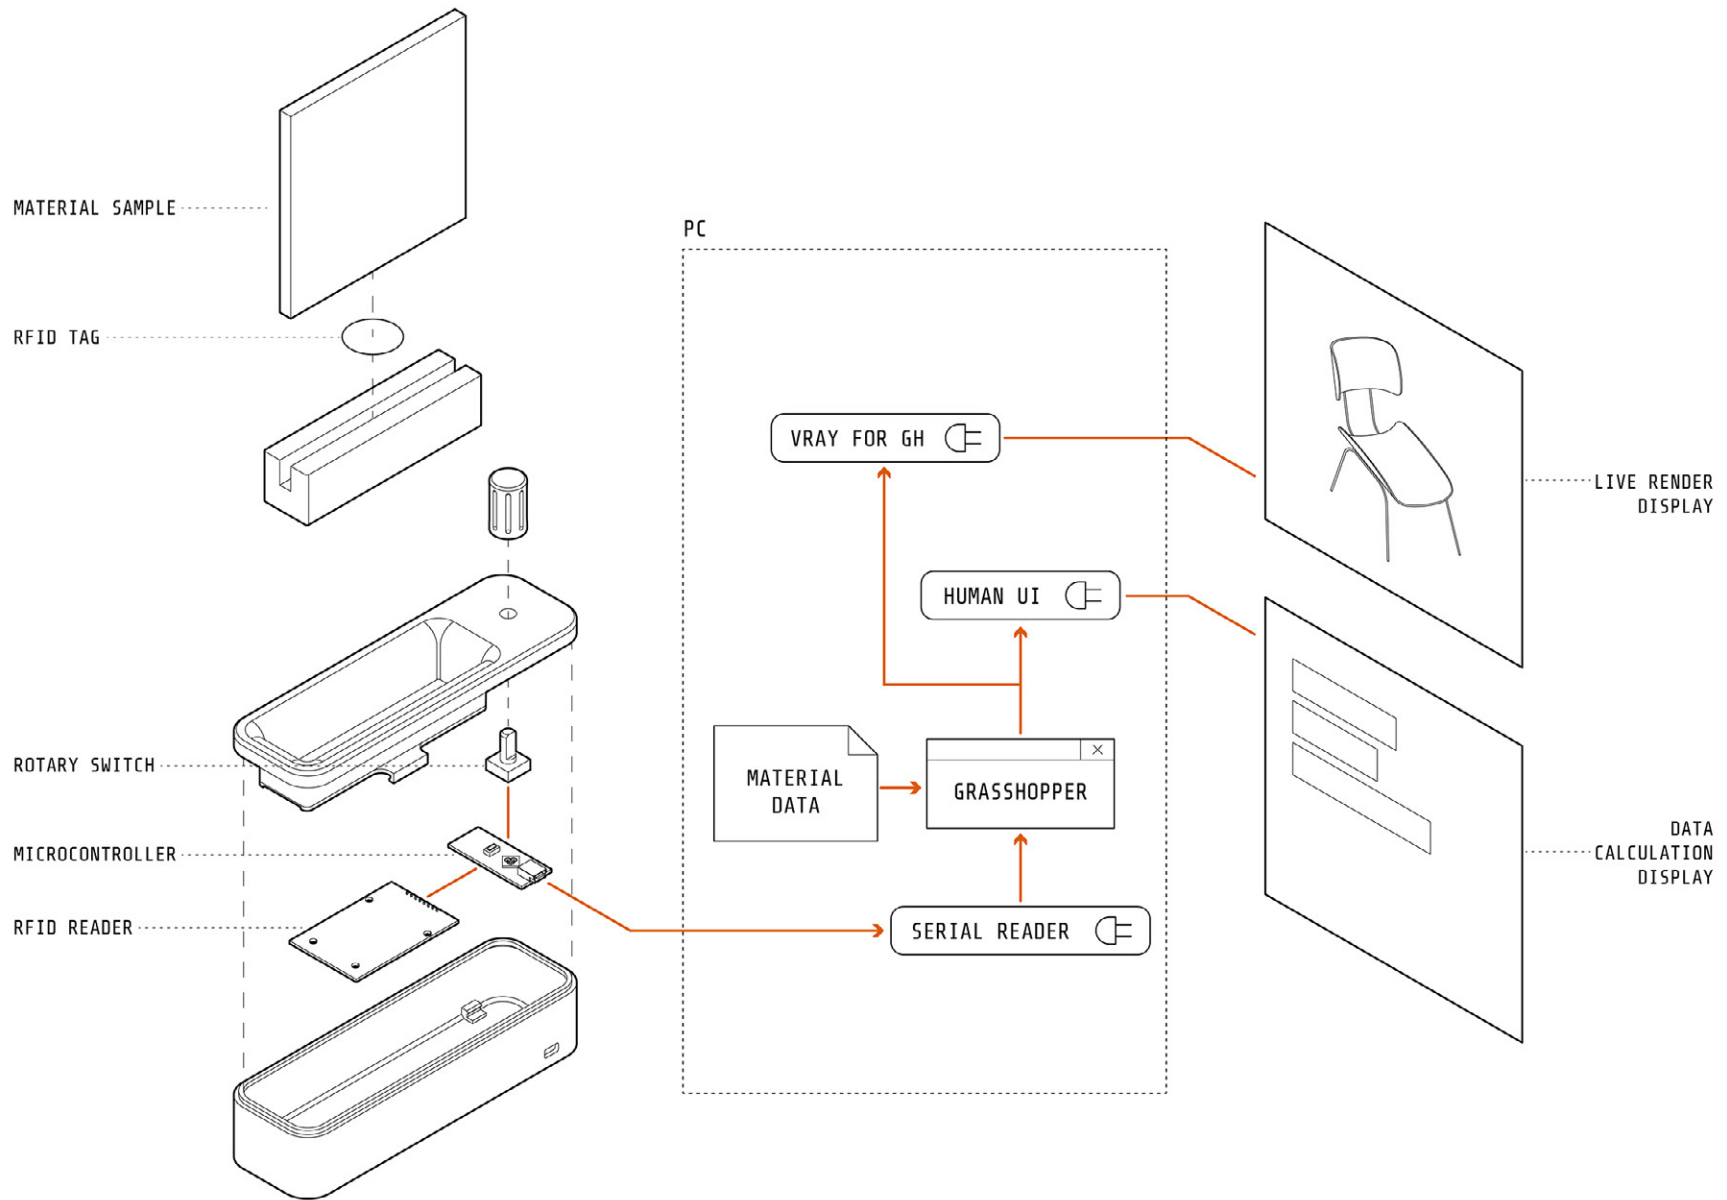 MATERIAL SAMPLE
RFID TAG
ROTARY SWITCH
MICROCONTROLLER
RFID READER
PC
VRAY FOR GH
HUMAN UI
MATERIAL
DATA
GRASSHOPPER
SERIAL READER
LIVE RENDER
DISPLAY
DATA
CALCULATION
DISPLAY